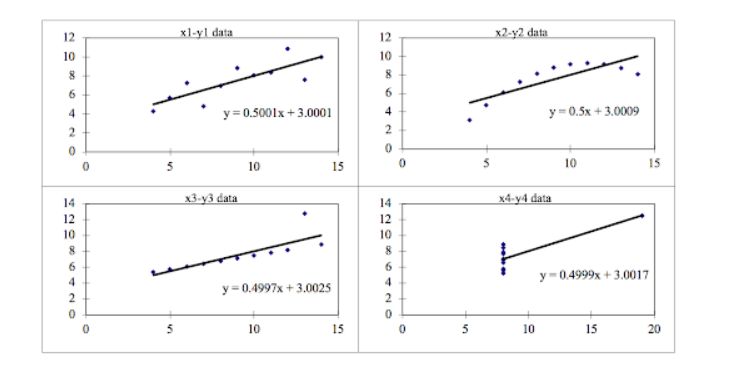 x1-y1 data
12
10
8
6
4
2
0
0 5 10 15
y = 0.5001x + 3.0001
x2-y2 data
12
10
8
6
4
2
0
0 5 10 15
y = 0.5x + 3.0009
x3-y3 data
14
12
10
8
6
4
2
0
0 5 10 15
y = 0.4997x + 3.0025
x4-y4 data
14
12
10
8
6
4
2
0
0 5 10 15 20
y = 0.4999x + 3.0017